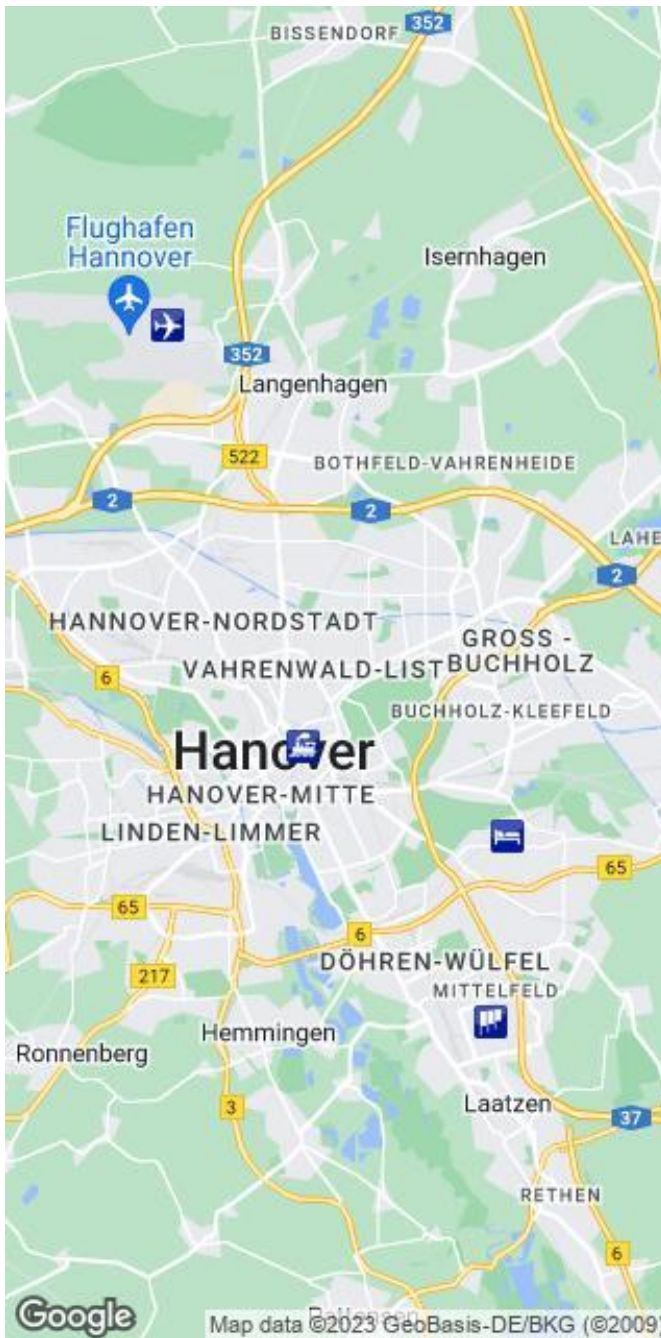 352
BISSENDORF
Flughafen
Hannover
Isernhagen
352
Langenhagen
522
BOTHFELD-VAHRENHEIDE
2
2
LAHE
2
HANNOVER-NORDSTADT
GROSS -
BUCHHOLZ
VAHRENWALD-LIST
6
BUCHHOLZ-KLEEFELD
Hanover
HANOVER-MITTE
LINDEN-LIMMER
65
65
6
DÖHREN-WÜLFEL
217
MITTELFELD
Hemmingen
Ronnenberg
Laatzen
3
37
RETHEN
6
Google
Map data ©2023 GeoBasis-DE/BKG (©2009